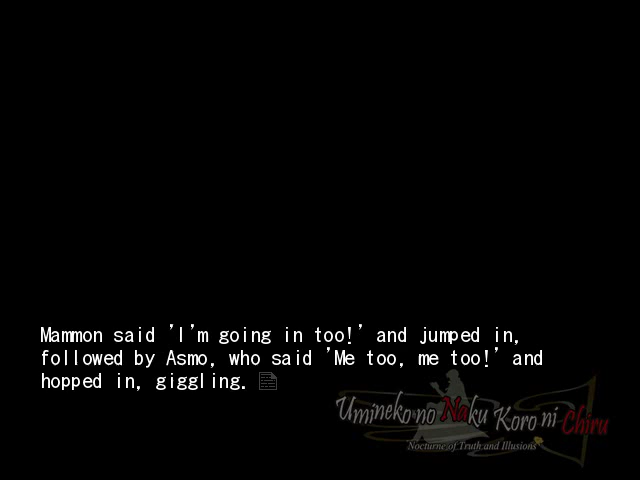 Mammon said 'I'm going in too!' and jumped in,
followed by Asmo, who said 'Me too, me too!' and
hopped in, giggling.
Umineko no Naku Koro ni Chiru
Nocturne of Truth and Illusions